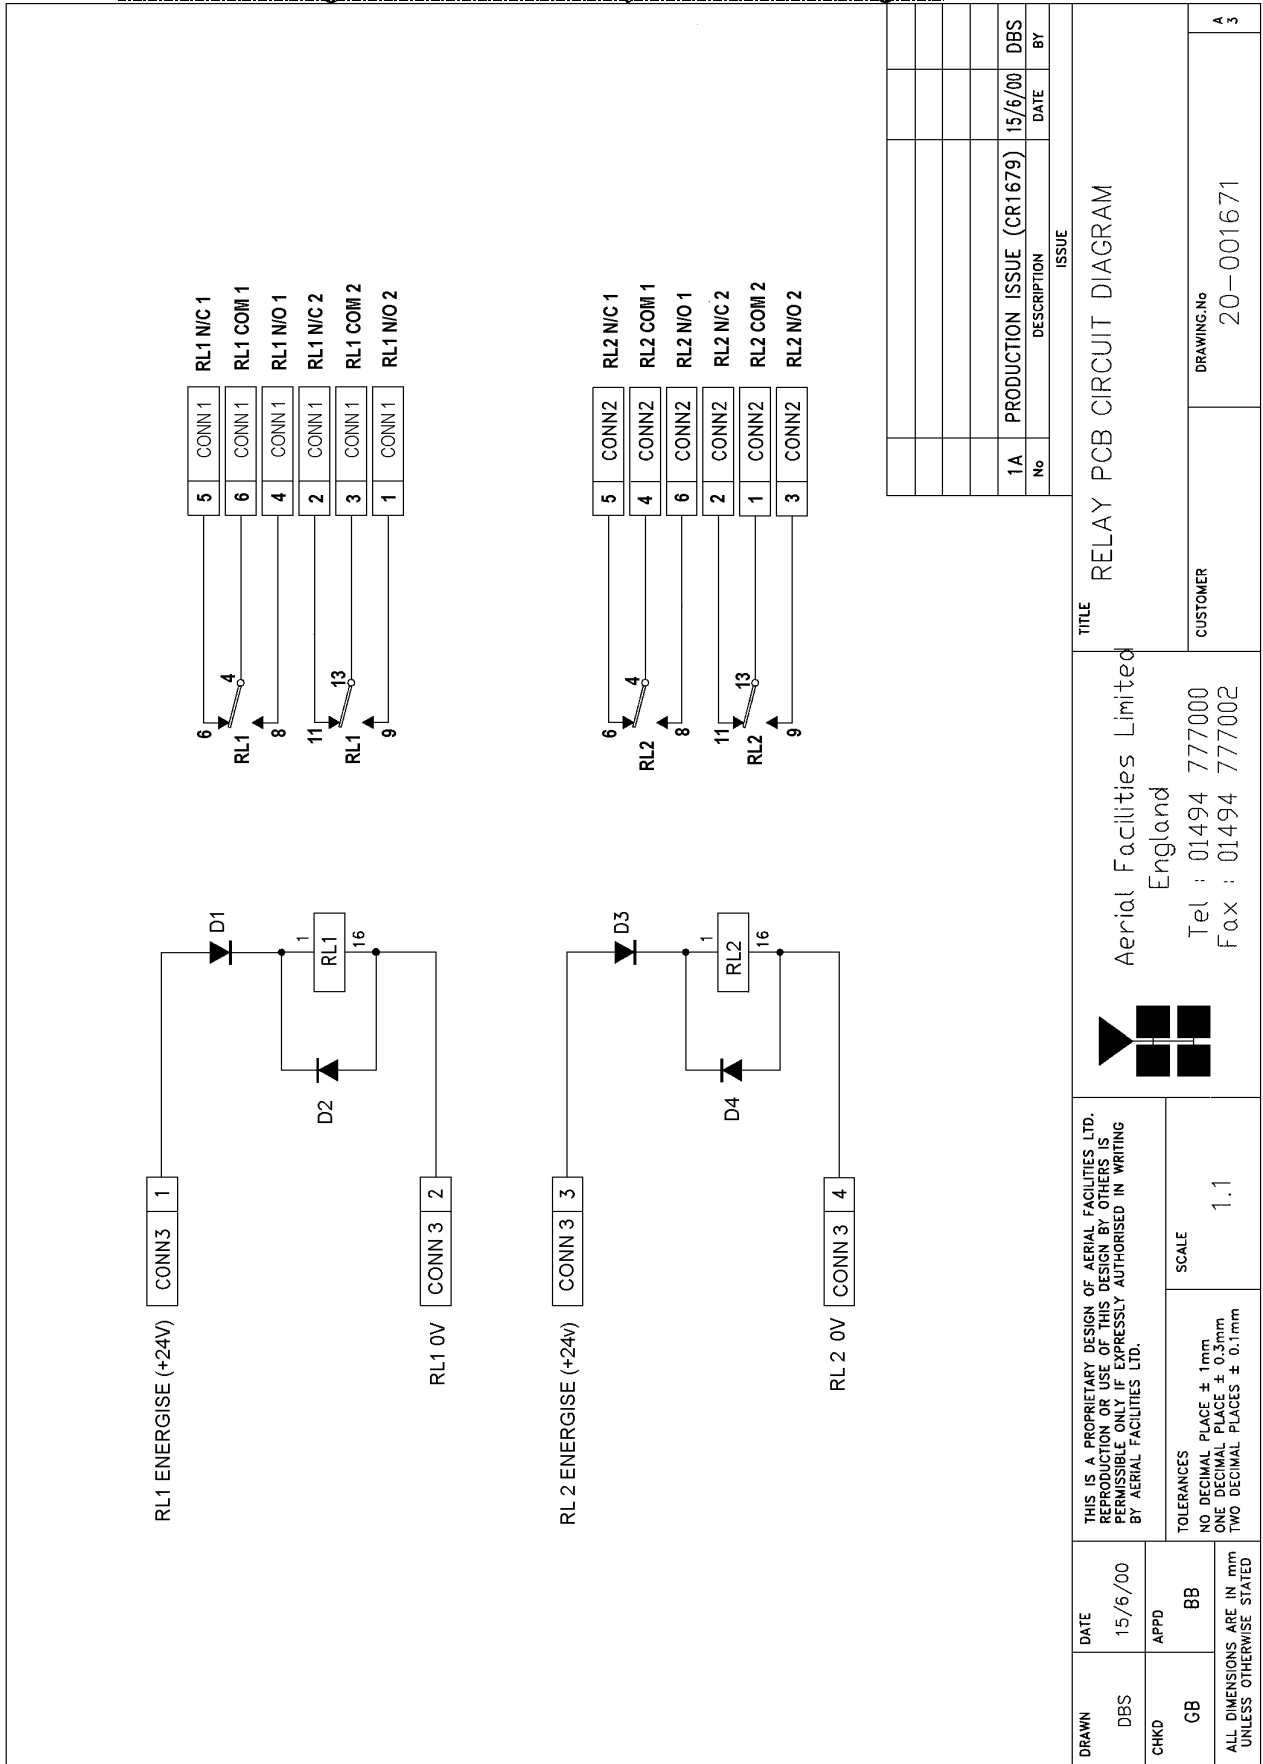 RL1 ENERGISE (+24V) CONN3 1
D1
D2
1
RL1
16
RL1 0V CONN 3 2
RL 2 ENERGISE (+24v) CONN 3 3
D3
D4
1
RL2
16
RL 2 0V CONN 3 4
6
4
RL1
8
11
13
RL1
9
5 CONN 1 RL1 N/C 1
6 CONN 1 RL1 COM 1
4 CONN 1 RL1 N/O 1
2 CONN 1 RL1 N/C 2
3 CONN 1 RL1 COM 2
1 CONN 1 RL1 N/O 2
6
4
RL2
8
11
13
RL2
9
5 CONN2 RL2 N/C 1
4 CONN2 RL2 COM 1
6 CONN2 RL2 N/O 1
2 CONN2 RL2 N/C 2
1 CONN2 RL2 COM 2
3 CONN2 RL2 N/O 2
1A PRODUCTION ISSUE (CR1679) 15/6/00 DBS
No DESCRIPTION DATE BY
ISSUE
DRAWN
DBS
DATE
15/6/00
CHKD
GB
APPD
BB
ALL DIMENSIONS ARE IN mm
UNLESS OTHERWISE STATED
THIS IS A PROPRIETARY DESIGN OF AERIAL FACILITIES LTD.
REPRODUCTION OR USE OF THIS DESIGN BY OTHERS IS
PERMISSIBLE ONLY IF EXPRESSLY AUTHORISED IN WRITING
BY AERIAL FACILITIES LTD.
TOLERANCES
NO DECIMAL PLACE ± 1mm
ONE DECIMAL PLACE ± 0.3mm
TWO DECIMAL PLACES ± 0.1mm
SCALE
1.1
Aerial Facilities Limited
England
Tel : 01494 777000
Fax : 01494 777002
TITLE
RELAY PCB CIRCUIT DIAGRAM
CUSTOMER
DRAWING.No
20-001671
A
3